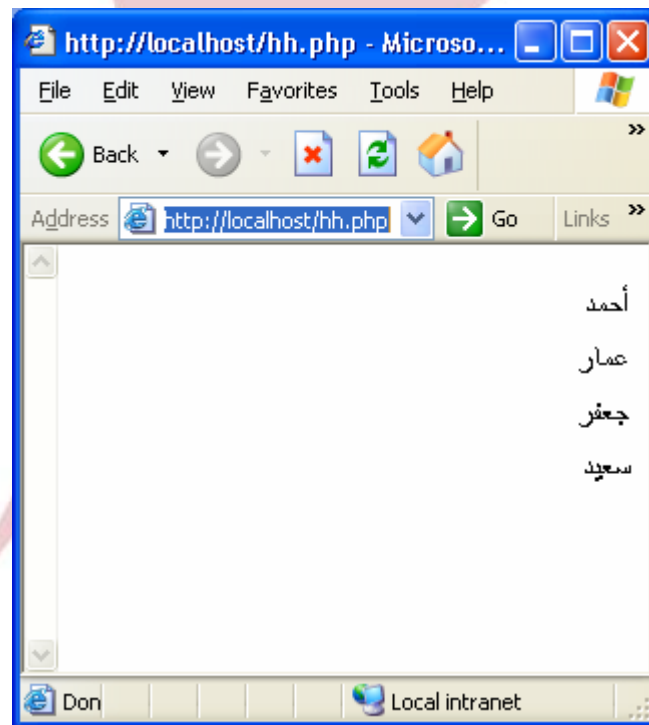 http://localhost/hh.php - Microso...
File Edit View Favorites Tools Help
Back »
Address http://localhost/hh.php Go Links »
أحمد
عمار
جعفر
سعيد
Don Local intranet